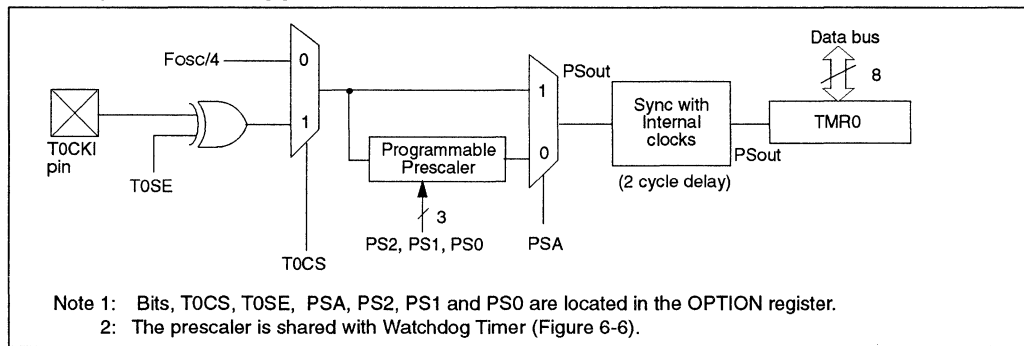 Data bus
8
Fosc/4
0
1
PSout
1
0
Sync with
Internal
clocks
(2 cycle delay)
TMR0
PSout
T0CKI
pin
T0SE
Programmable
Prescaler
3
PS2, PS1, PS0
PSA
T0CS
Note 1: Bits, T0CS, T0SE, PSA, PS2, PS1 and PS0 are located in the OPTION register.
2: The prescaler is shared with Watchdog Timer (Figure 6-6).